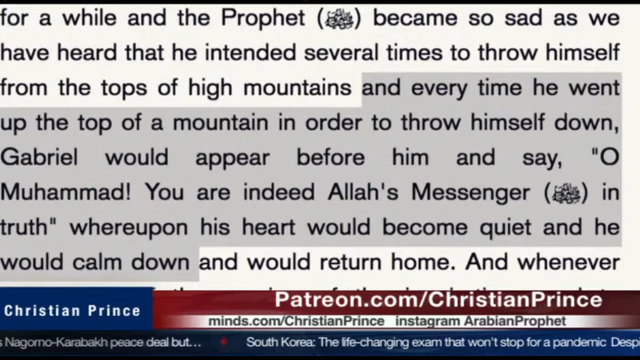 for a while and the Prophet (ﷺ) became so sad as we
have heard that he intended several times to throw himself
from the tops of high mountains and every time he went
up the top of a mountain in order to throw himself down,
Gabriel would appear before him and say, "O
Muhammad! You are indeed Allah's Messenger (ﷺ) in
truth" whereupon his heart would become quiet and he
would calm down and would return home. And whenever
Christian Prince
Patreon.com/ChristianPrince
minds.com/ChristianPrince instagram ArabianProphet
s Nagorno-Karabakh peace deal but... South Korea: The life-changing exam that won't stop for a pandemic Desp